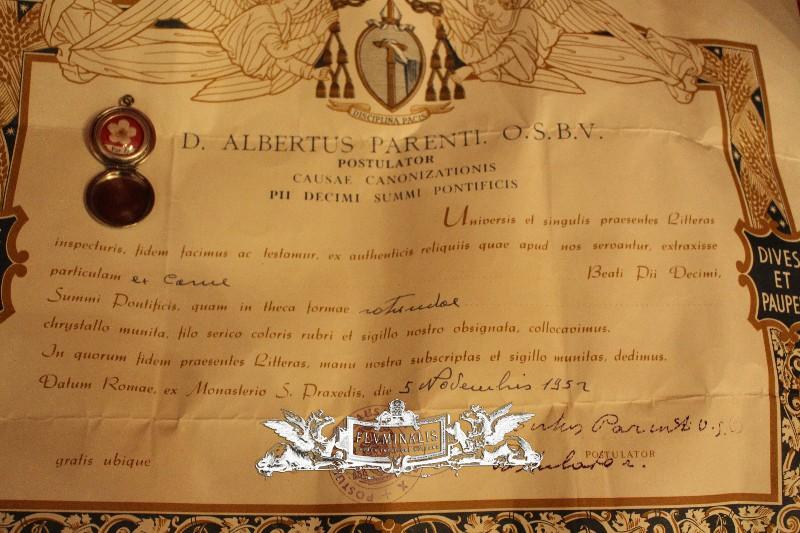 DISCIPLINA PACIS
D. ALBERTUS PARENTI. O.S.B.V.
POSTULATOR
CAUSAE CANONIZATIONIS
PII DECIMI SUMMI PONTIFICIS
Universis et singulis praesentes Litteras
inspecturis, fidem facimus ac testamur, ex authenticis reliquiis quae apud nos servantur, extraxisse
particulam ex Carne Beati Pii Decimi,
Summi Pontificis, quam in theca formae rotundae
chrystallo munita, filo serico coloris rubri et sigillo nostro obsignata, collocavimus.
In quorum fidem praesentes Litteras, manu nostra subscriptas et sigillo munitas, dedimus.
Datum Romae, ex Monasterio S. Praxedis, die 5 Novembris 1952
Parenti O.S.B
gratis ubique
POSTULATOR
DIVES
ET
PAUPE
FLVMINALIS